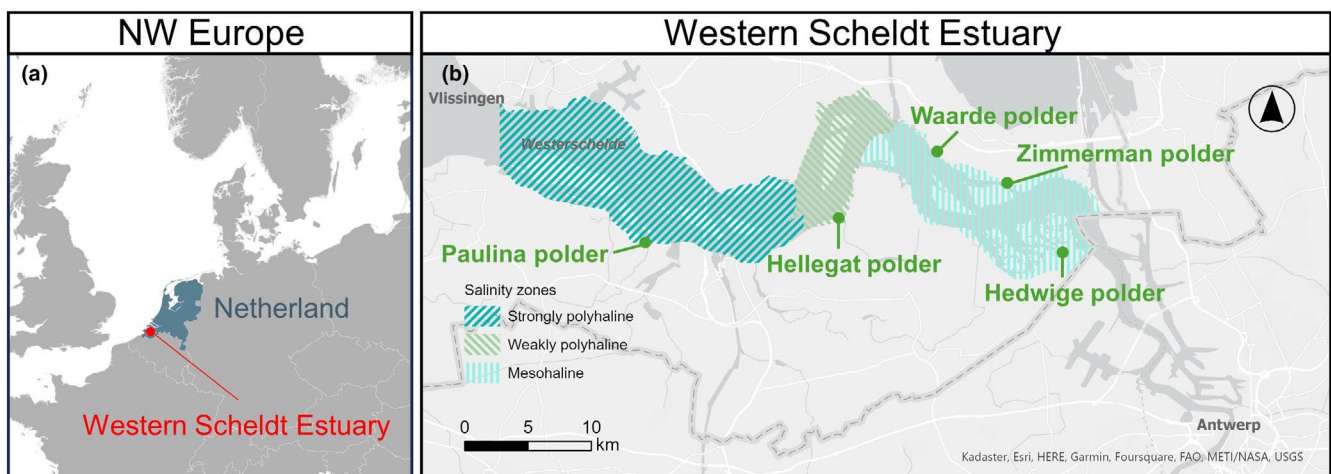 NW Europe
(a)
Netherland
Western Scheldt Estuary
Western Scheldt Estuary
(b)
Vlissingen
Westerschelde
Waarde polder
Zimmerman polder
Paulina polder
Hellegat polder
Hedwige polder
Salinity zones
Strongly polyhaline
Weakly polyhaline
Mesohaline
0 5 10
km
Antwerp
Kadaster, Esri, HERE, Garmin, Foursquare, FAO, METI/NASA, USGS